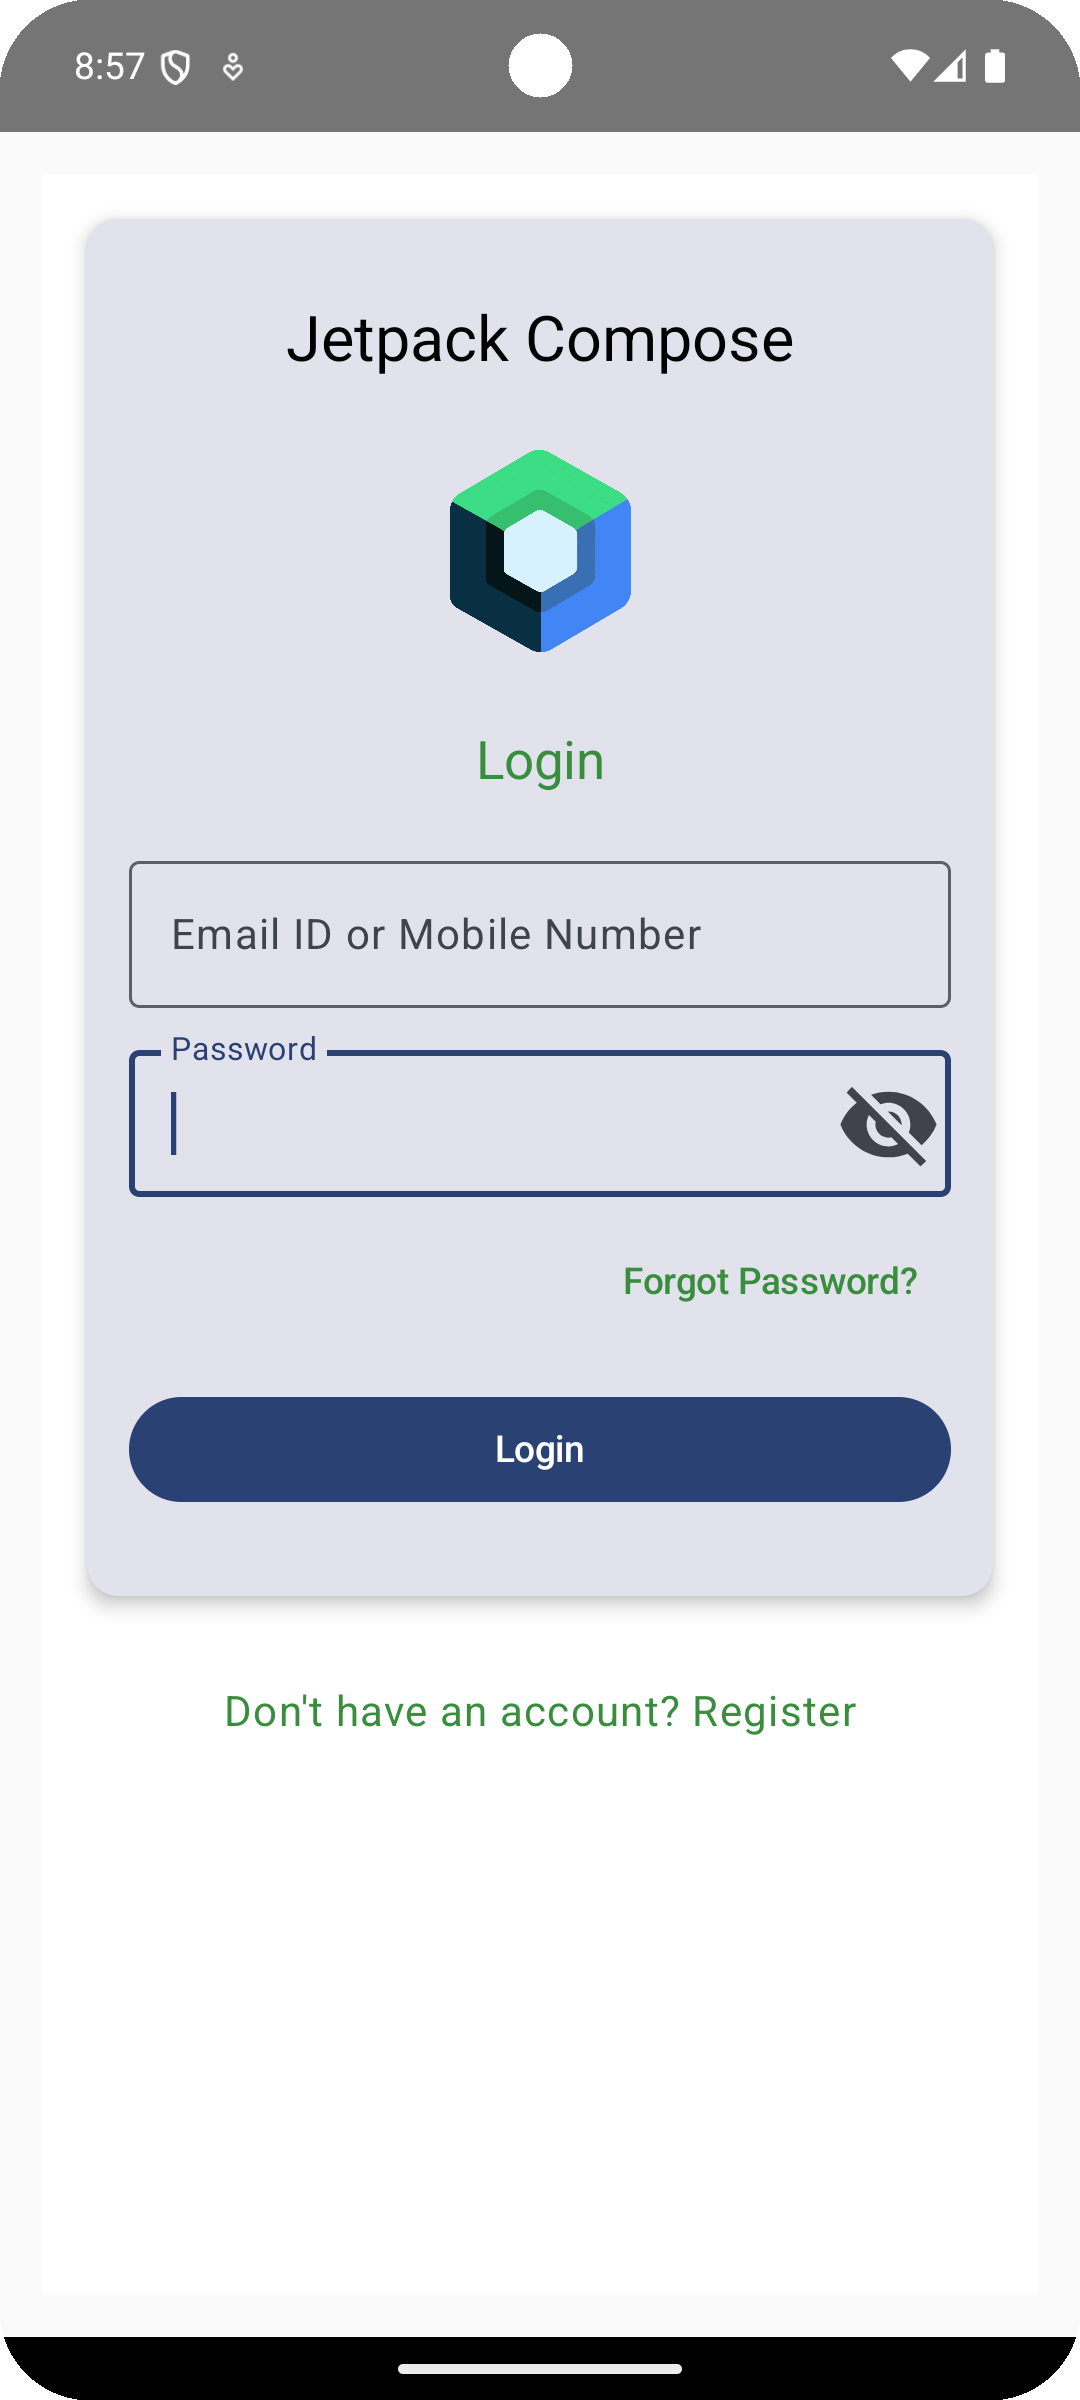 8:57
Jetpack Compose
Login
Email ID or Mobile Number
Password
Forgot Password?
Login
Don't have an account? Register